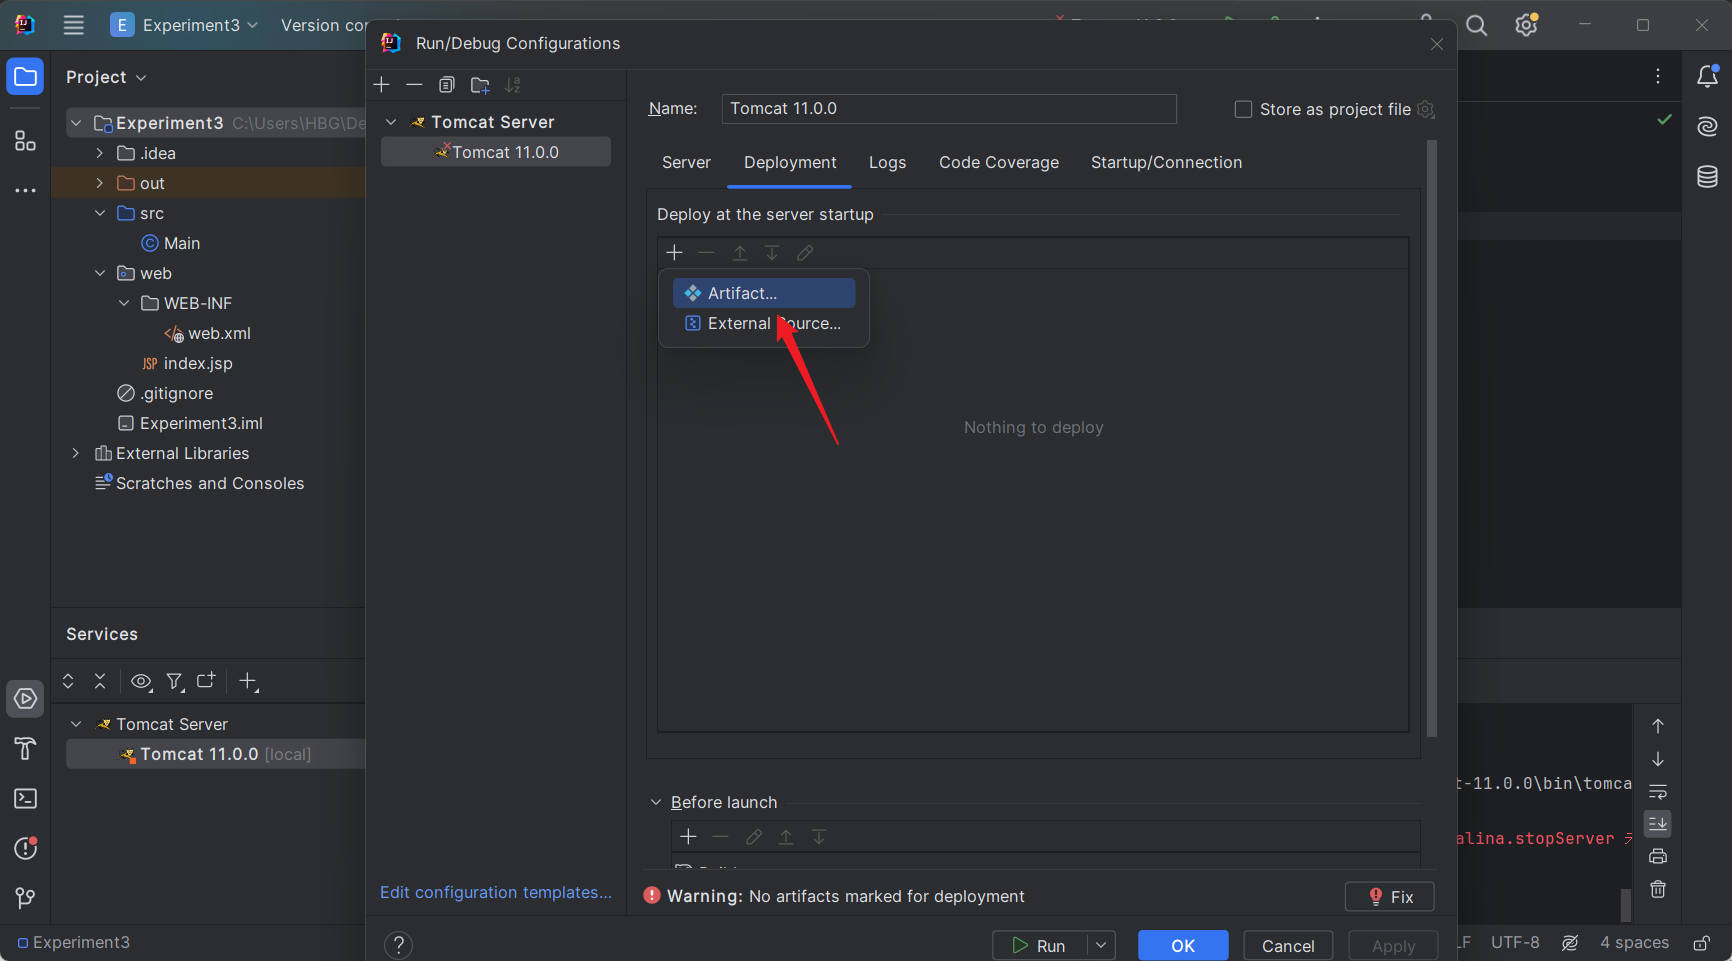 E Experiment3
Version co
Run/Debug Configurations
Project
Experiment3 C:\Users\HBG\De
.idea
out
src
Main
web
WEB-INF
web.xml
JSP index.jsp
.gitignore
Experiment3.iml
External Libraries
Scratches and Consoles
Tomcat Server
Tomcat 11.0.0
Edit configuration templates...
Name: Tomcat 11.0.0
Store as project file
Server Deployment Logs Code Coverage Startup/Connection
Deploy at the server startup
Artifact...
External Source...
Nothing to deploy
Before launch
Warning: No artifacts marked for deployment
Fix
? Run OK Cancel Apply
Services
Tomcat Server
Tomcat 11.0.0 [local]
t-11.0.0\bin\tomca
alina.stopServer
Experiment3
LF UTF-8 4 spaces